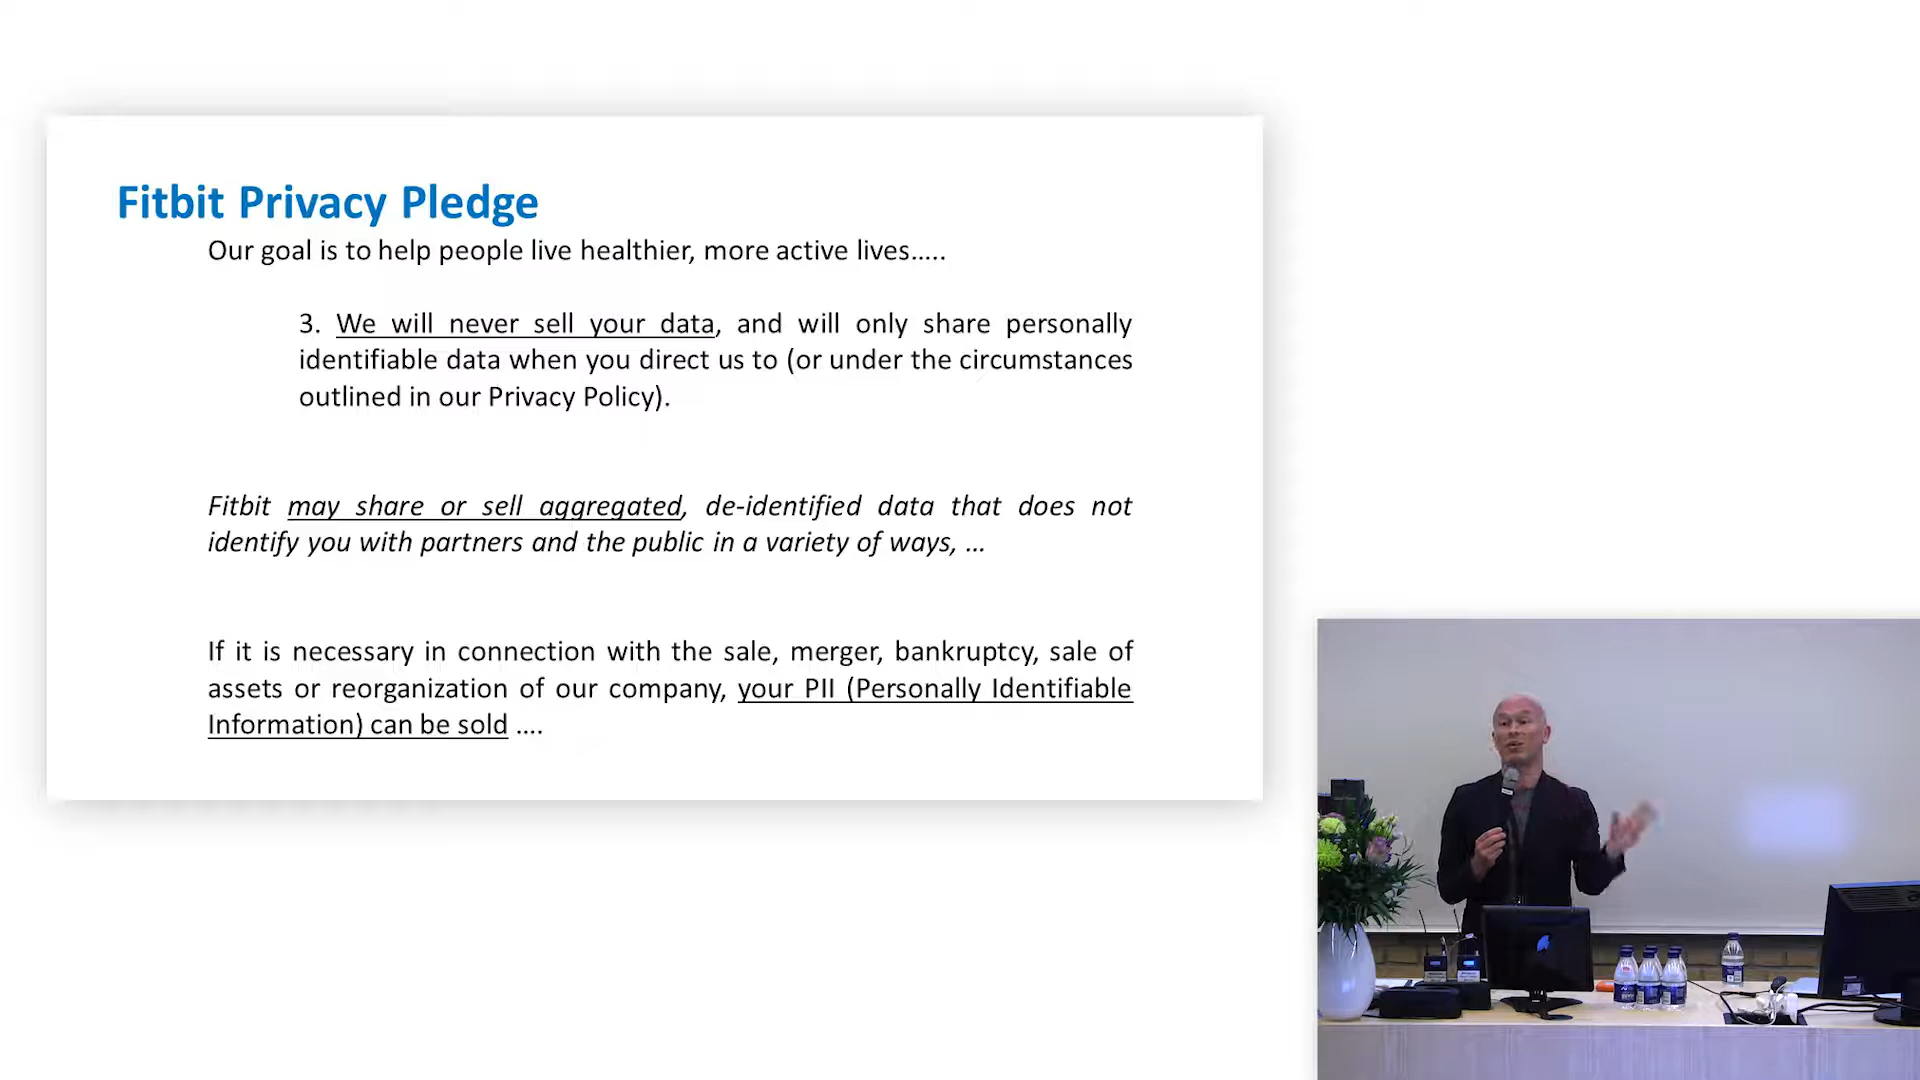 Fitbit Privacy Pledge
Our goal is to help people live healthier, more active lives.....
3. We will never sell your data, and will only share personally
identifiable data when you direct us to (or under the circumstances
outlined in our Privacy Policy).
Fitbit may share or sell aggregated, de-identified data that does not
identify you with partners and the public in a variety of ways, ...
If it is necessary in connection with the sale, merger, bankruptcy, sale of
assets or reorganization of our company, your PII (Personally Identifiable
Information) can be sold ....